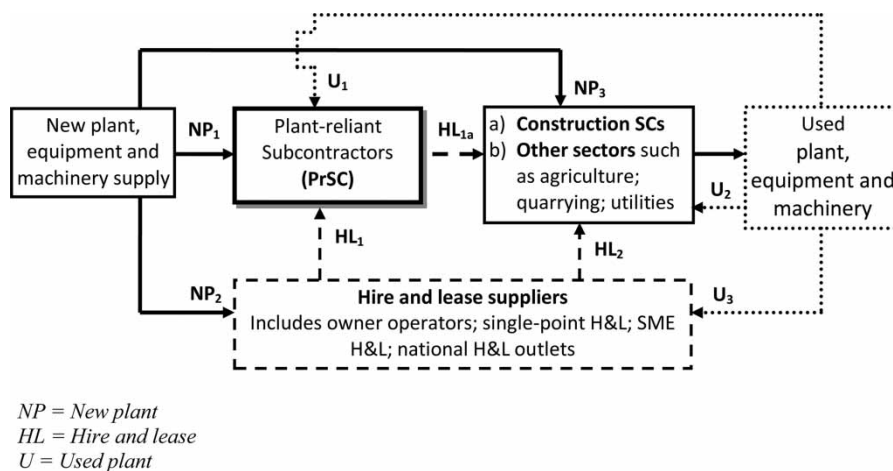 U₁
NP₃
New plant,
equipment and
machinery supply
NP₁
Plant-reliant
Subcontractors
(PrSC)
HL₁ₐ
a) Construction SCs
b) Other sectors such
as agriculture;
quarrying; utilities
Used
plant,
equipment and
machinery
U₂
HL₁
HL₂
NP₂
U₃
Hire and lease suppliers
Includes owner operators; single-point H&L; SME
H&L; national H&L outlets
NP = New plant
HL = Hire and lease
U = Used plant